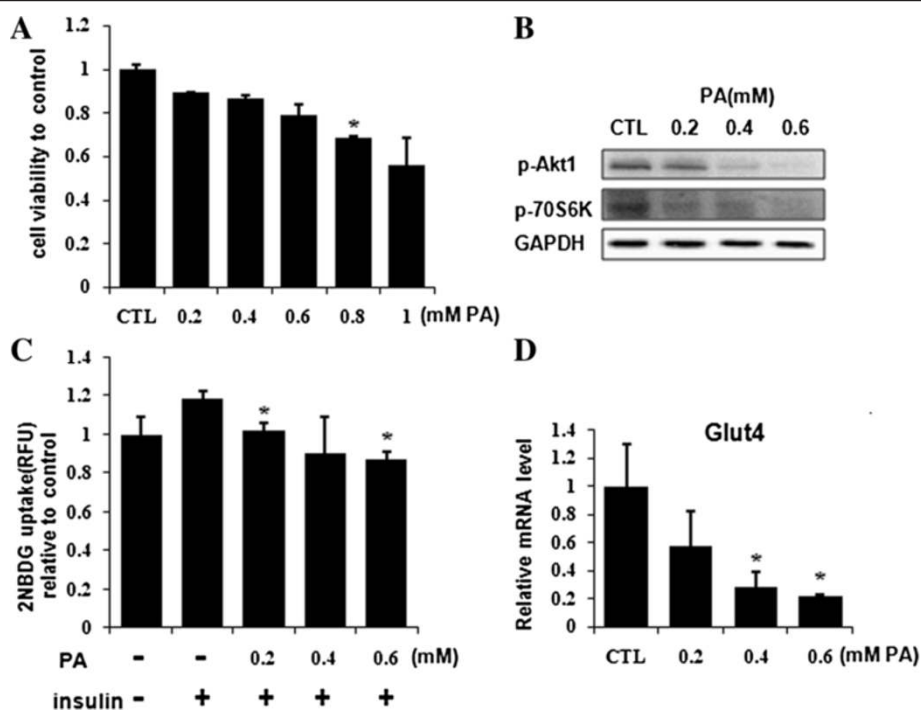 A
cell viability to control
1.2
1
0.8
0.6
0.4
0.2
0
*
CTL 0.2 0.4 0.6 0.8 1 (mM PA)
B
PA(mM)
CTL 0.2 0.4 0.6
p-Akt1
p-70S6K
GAPDH
C
2NBDG uptake(RFU)
relative to control
1.4
1.2
1
0.8
0.6
0.4
0.2
0
* *
PA - - 0.2 0.4 0.6 (mM)
insulin - + + + +
D
Glut4
Relative mRNA level
1.4
1.2
1
0.8
0.6
0.4
0.2
0
* *
CTL 0.2 0.4 0.6 (mM PA)